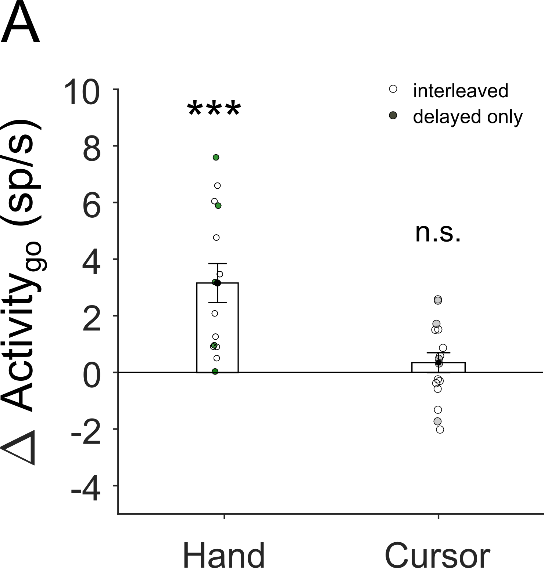 A
interleaved
delayed only
***
n.s.
10
8
6
4
2
0
-2
-4
△ Activitygo (sp/s)
Hand Cursor